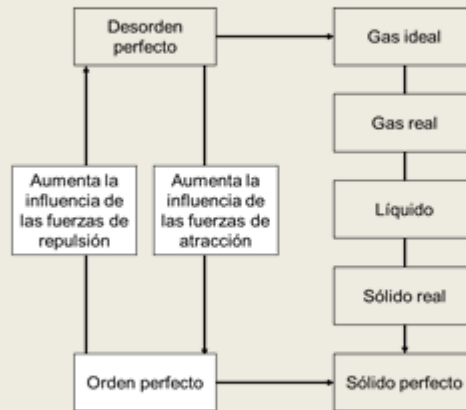 Desorden
perfecto
Gas ideal
Gas real
Aumenta la
influencia de
las fuerzas de
repulsión
Aumenta la
influencia de
las fuerzas de
atracción
Líquido
Sólido real
Orden perfecto
Sólido perfecto